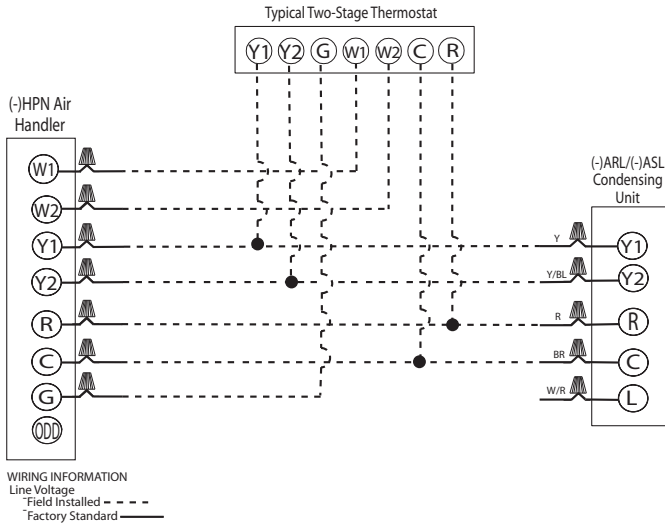 Typical Two-Stage Thermostat
Y1 Y2 G W1 W2 C R
(-)HPN Air
Handler
W1
W2
Y1
Y2
R
C
G
ODD
(-)ARL/(-)ASL
Condensing
Unit
Y Y1
Y/BL Y2
R R
BR C
W/R L
WIRING INFORMATION
Line Voltage
-Field Installed
-Factory Standard